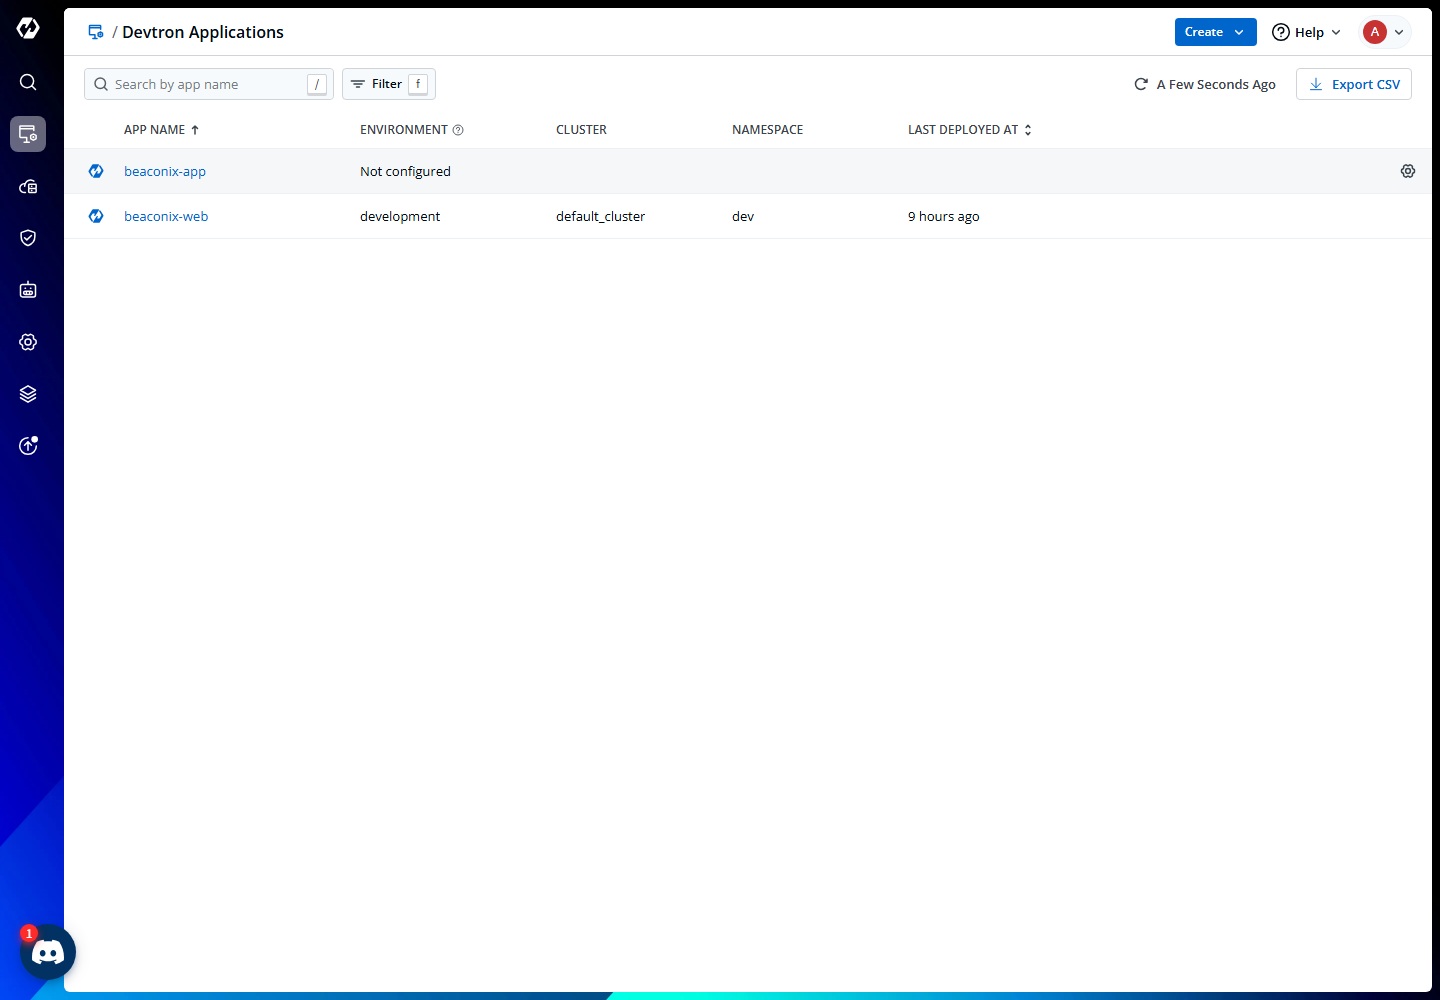 / Devtron Applications
Create
Help
A
Search by app name
/
Filter
f
A Few Seconds Ago
Export CSV
APP NAME
ENVIRONMENT
CLUSTER
NAMESPACE
LAST DEPLOYED AT
beaconix-app
Not configured
beaconix-web
development
default_cluster
dev
9 hours ago
1